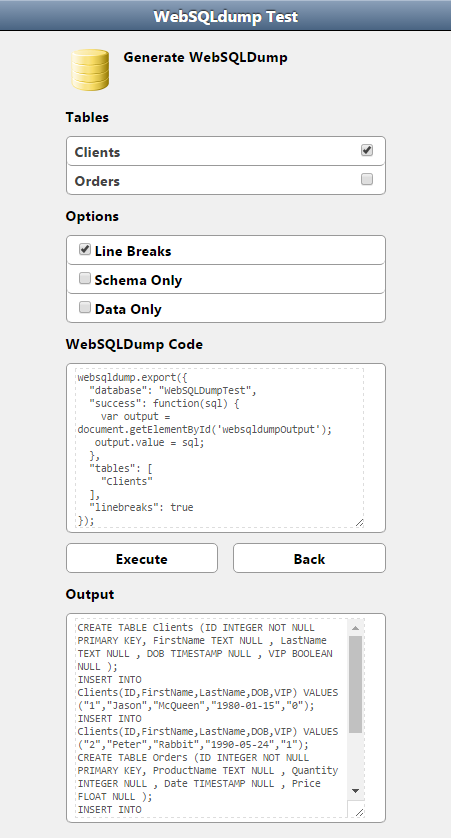 WebSQLdump Test
Generate WebSQLDump
Tables
Clients
Orders
Options
Line Breaks
Schema Only
Data Only
WebSQLDump Code
websqldump.export({
"database": "WebSQLDumpTest",
"success": function(sql) {
var output =
document.getElementById('websqldumpOutput');
output.value = sql;
},
"tables": [
"Clients"
],
"linebreaks": true
});
Execute
Back
Output
CREATE TABLE Clients (ID INTEGER NOT NULL
PRIMARY KEY, FirstName TEXT NULL , LastName
TEXT NULL , DOB TIMESTAMP NULL , VIP BOOLEAN
NULL );
INSERT INTO
Clients(ID,FirstName,LastName,DOB,VIP) VALUES
("1","Jason","McQueen","1980-01-15","0");
INSERT INTO
Clients(ID,FirstName,LastName,DOB,VIP) VALUES
("2","Peter","Rabbit","1990-05-24","1");
CREATE TABLE Orders (ID INTEGER NOT NULL
PRIMARY KEY, ProductName TEXT NULL , Quantity
INTEGER NULL , Date TIMESTAMP NULL , Price
FLOAT NULL );
INSERT INTO